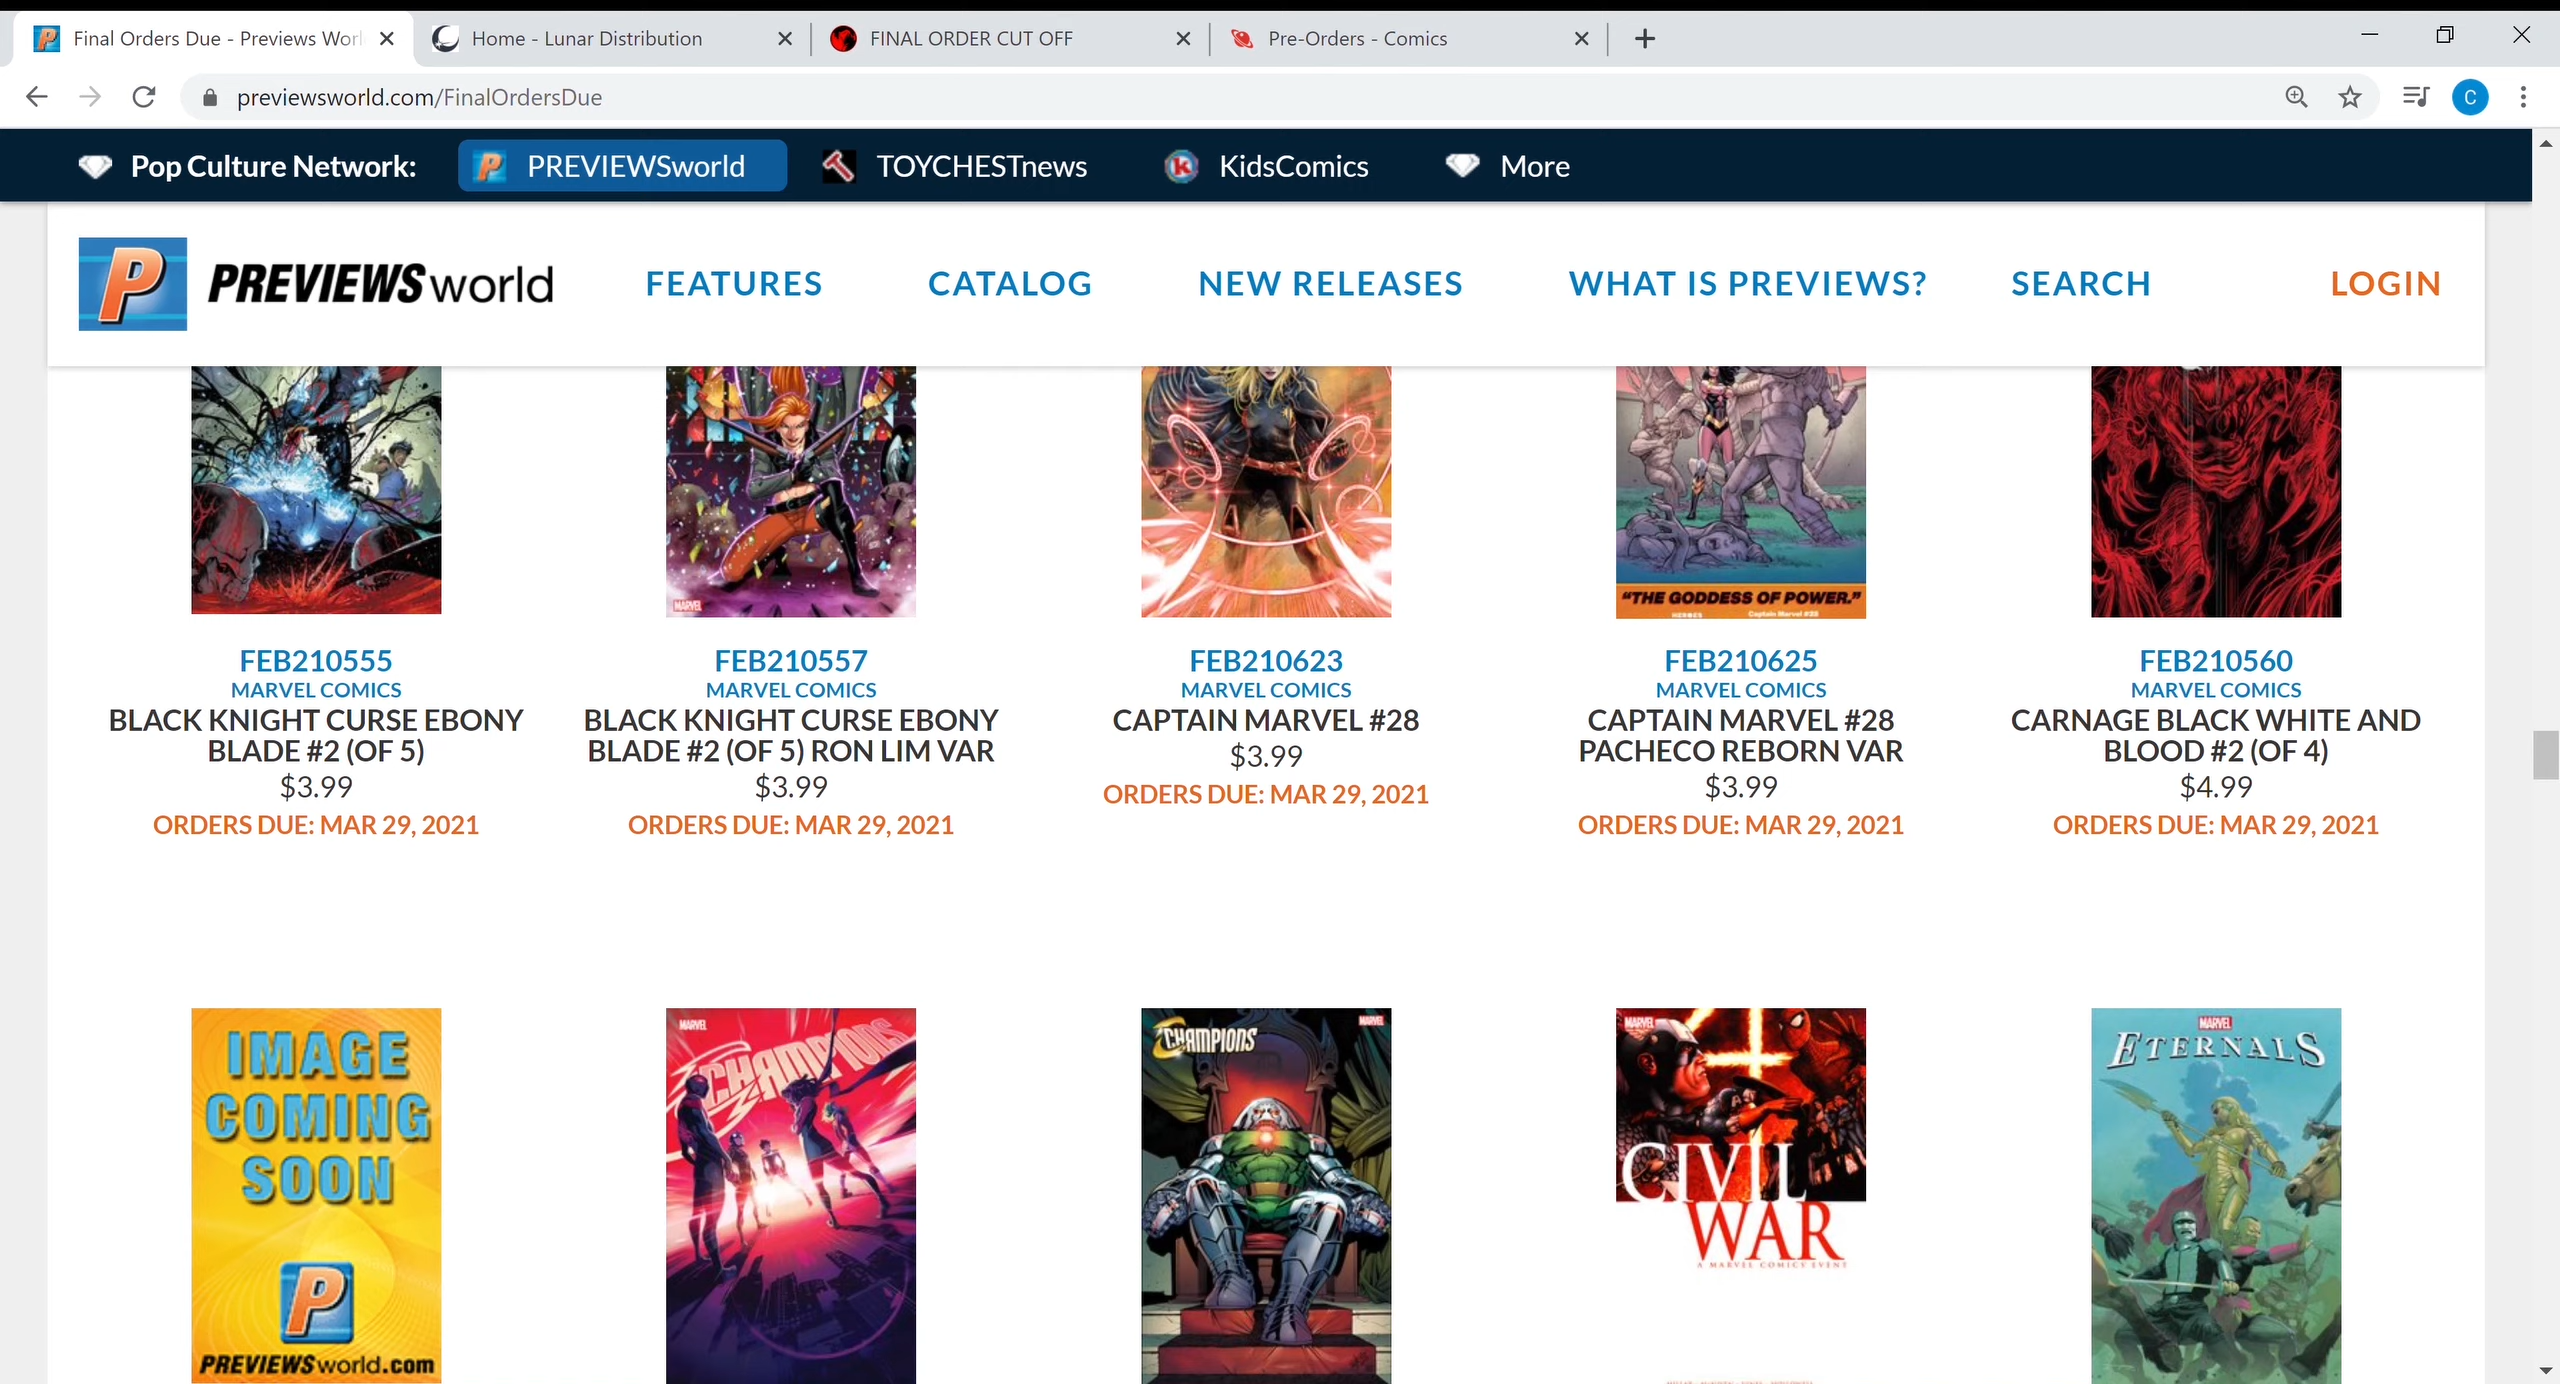 Final Orders Due - Previews Worl
Home - Lunar Distribution
FINAL ORDER CUT OFF
Pre-Orders - Comics
previewsworld.com/FinalOrdersDue
C
Pop Culture Network:
PREVIEWSworld
TOYCHESTnews
KidsComics
More
P
PREVIEWSworld
FEATURES
CATALOG
NEW RELEASES
WHAT IS PREVIEWS?
SEARCH
LOGIN
MARVEL
"THE GODDESS OF POWER."
Captain Marvel #28
FEB210555
MARVEL COMICS
BLACK KNIGHT CURSE EBONY
BLADE #2 (OF 5)
$3.99
ORDERS DUE: MAR 29, 2021
FEB210557
MARVEL COMICS
BLACK KNIGHT CURSE EBONY
BLADE #2 (OF 5) RON LIM VAR
$3.99
ORDERS DUE: MAR 29, 2021
FEB210623
MARVEL COMICS
CAPTAIN MARVEL #28
$3.99
ORDERS DUE: MAR 29, 2021
FEB210625
MARVEL COMICS
CAPTAIN MARVEL #28
PACHECO REBORN VAR
$3.99
ORDERS DUE: MAR 29, 2021
FEB210560
MARVEL COMICS
CARNAGE BLACK WHITE AND
BLOOD #2 (OF 4)
$4.99
ORDERS DUE: MAR 29, 2021
IMAGE
COMING
SOON
P
PREVIEWSworld.com
MARVEL
CHAMPIONS
CHAMPIONS
MARVEL
MARVEL
CIVIL
WAR
A MARVEL COMICS EVENT
MARVEL
ETERNALS